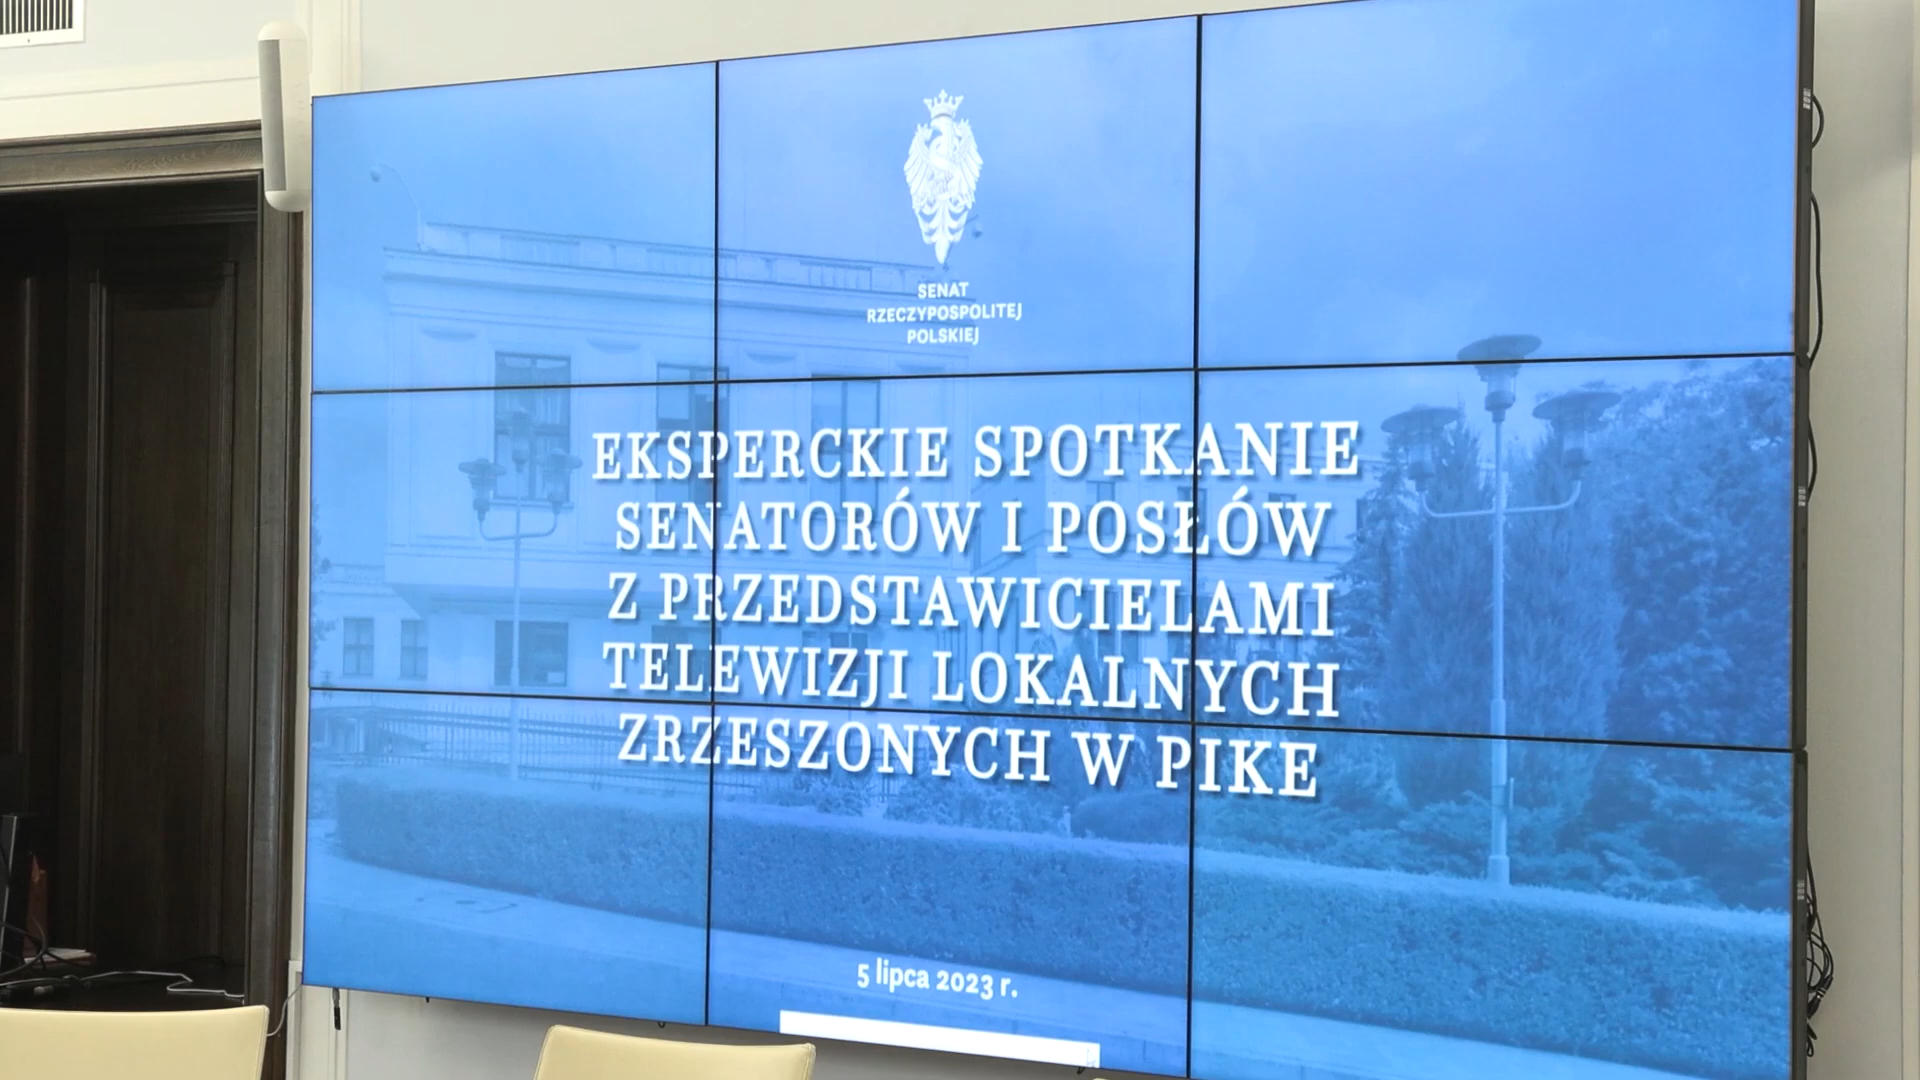 SENAT
RZECZYPOSPOLITEJ
POLSKIEJ
EKSPERCKIE SPOTKANIE
SENATORÓW I POSŁÓW
Z PRZEDSTAWICIELAMI
TELEWIZJI LOKALNYCH
ZRZESZONYCH W PIKE
5 lipca 2023 r.